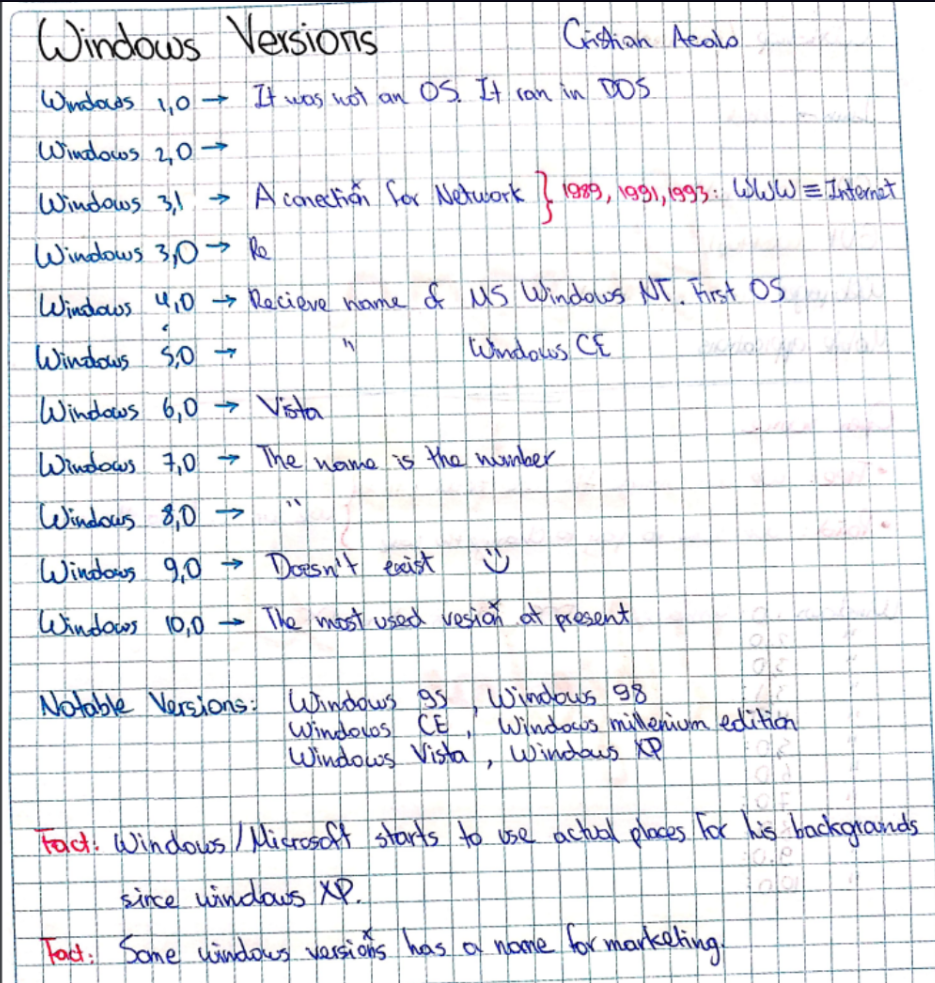 Windows Versions Cristian Acalo
Windows 1,0 → It was not an OS. It ran in DOS
Windows 2,0 →
Windows 3,1 → A conection for Network } 1989, 1991, 1993: WWW ≡ Internet
Windows 3,0 → Re
Windows 4,0 → Recieve name of MS Windows NT. First OS
Windows 5,0 → " Windows CE
Windows 6,0 → Vista
Windows 7,0 → The name is the number
Windows 8,0 → "
Windows 9,0 → Doesn't exist
Windows 10,0 → The most used vesion at present
Notable Versions: Windows 95, Windows 98
Windows CE, Windows millenium edition
Windows Vista, Windows XP
Fact: Windows/Microsoft starts to use actual places for his backgrands
since windows XP.
Fact: Some windows versions has a name for marketing.